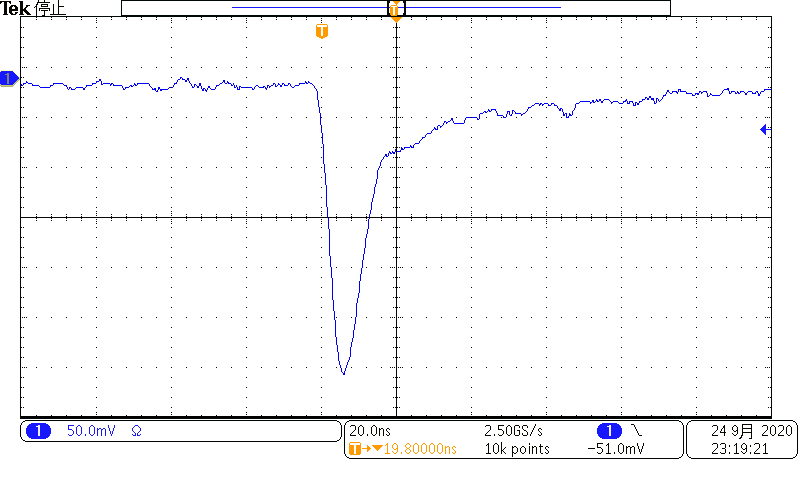 Tek 停止
T
T
1
1 50.0mV Ω
20.0ns 2.50GS/s 1
T→▼19.80000ns 10k points −51.0mV
24 9月 2020
23:19:21